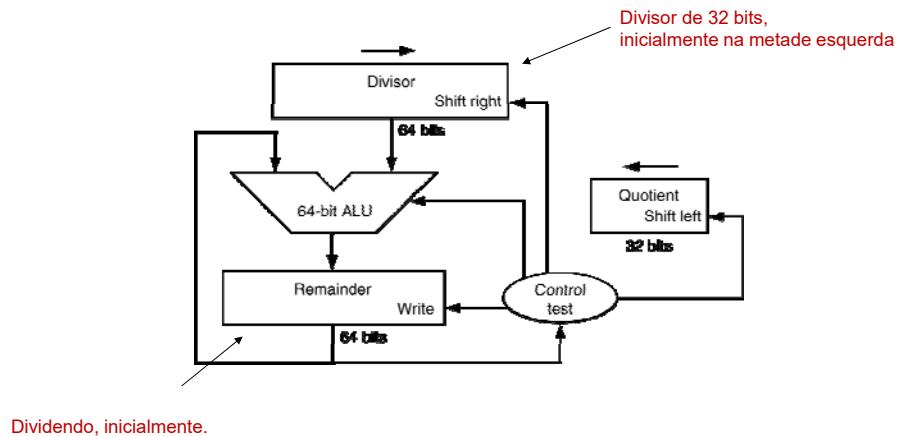 Divisor de 32 bits,
inicialmente na metade esquerda
Divisor
Shift right
64 bits
64-bit ALU
Quotient
Shift left
32 bits
Remainder
Write
Control
test
64 bits
Dividendo, inicialmente.